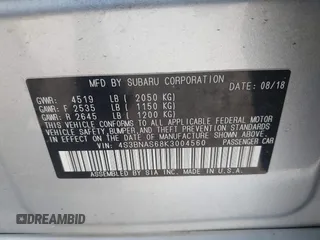 MFD BY SUBARU CORPORATION
GVWR: 4519 LB ( 2050 KG) 08/18
GAWR: F 2535 LB ( 1150 KG)
GAWR: R 2645 LB ( 1200 KG)
THIS VEHICLE CONFORMS TO ALL APPLICABLE FEDERAL MOTOR VEHICLE
SAFETY, BUMPER, AND THEFT PREVENTION STANDARDS
IN EFFECT ON THE DATE OF MANUFACTURE SHOWN ABOVE.
VIN: 4S3BNAS68K3004560 PASSENGER CAR
ASSEMBLED BY SIA INC. MADE IN U.S.A.
DREAMBID